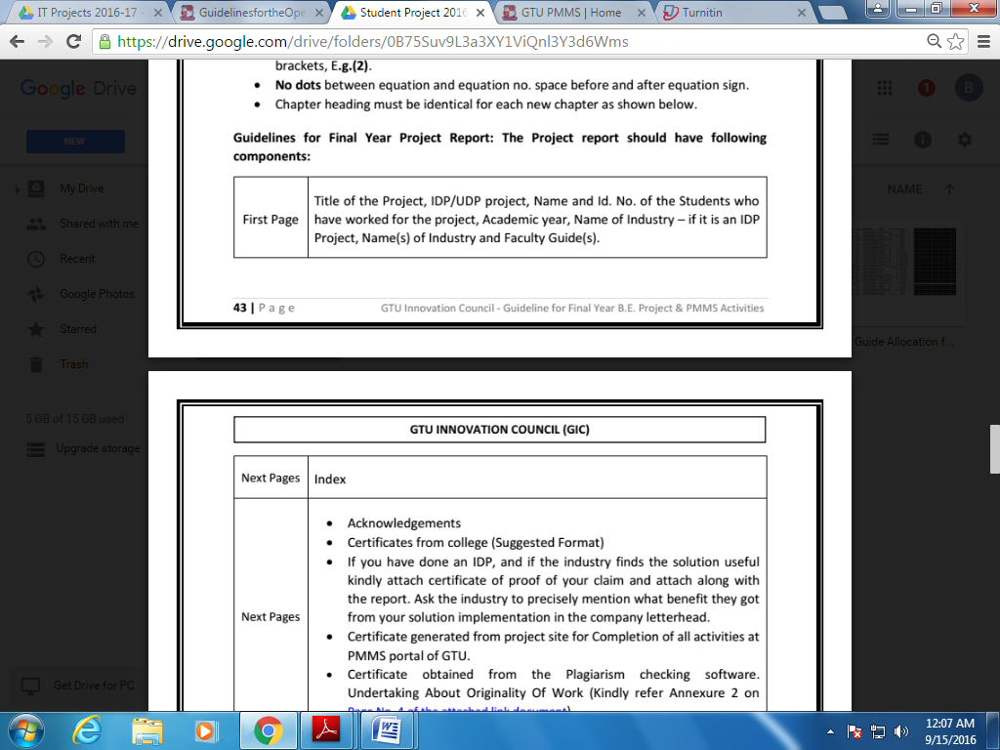 IT Projects 2016-17 -
GuidelinesfortheOpe
Student Project 2016
GTU PMMS | Home
Turnitin
https://drive.google.com/drive/folders/0B75Suv9L3a3XY1ViQnl3Y3d6Wms
Google Drive
1
B
NEW
My Drive
Shared with me
Recent
Google Photos
Starred
Trash
5 GB of 15 GB used
Upgrade storage
Get Drive for PC
NAME
Guide Allocation f...
brackets, E.g.(2).
• No dots between equation and equation no. space before and after equation sign.
• Chapter heading must be identical for each new chapter as shown below.
Guidelines for Final Year Project Report: The Project report should have following
components:
First Page
Title of the Project, IDP/UDP project, Name and Id. No. of the Students who
have worked for the project, Academic year, Name of Industry – if it is an IDP
Project, Name(s) of Industry and Faculty Guide(s).
43 | P a g e
GTU Innovation Council - Guideline for Final Year B.E. Project & PMMS Activities
GTU INNOVATION COUNCIL (GIC)
Next Pages
Index
Next Pages
• Acknowledgements
• Certificates from college (Suggested Format)
• If you have done an IDP, and if the industry finds the solution useful
kindly attach certificate of proof of your claim and attach along with
the report. Ask the industry to precisely mention what benefit they got
from your solution implementation in the company letterhead.
• Certificate generated from project site for Completion of all activities at
PMMS portal of GTU.
• Certificate obtained from the Plagiarism checking software.
Undertaking About Originality Of Work (Kindly refer Annexure 2 on
Page No. 4 of the attached link document)
12:07 AM
9/15/2016